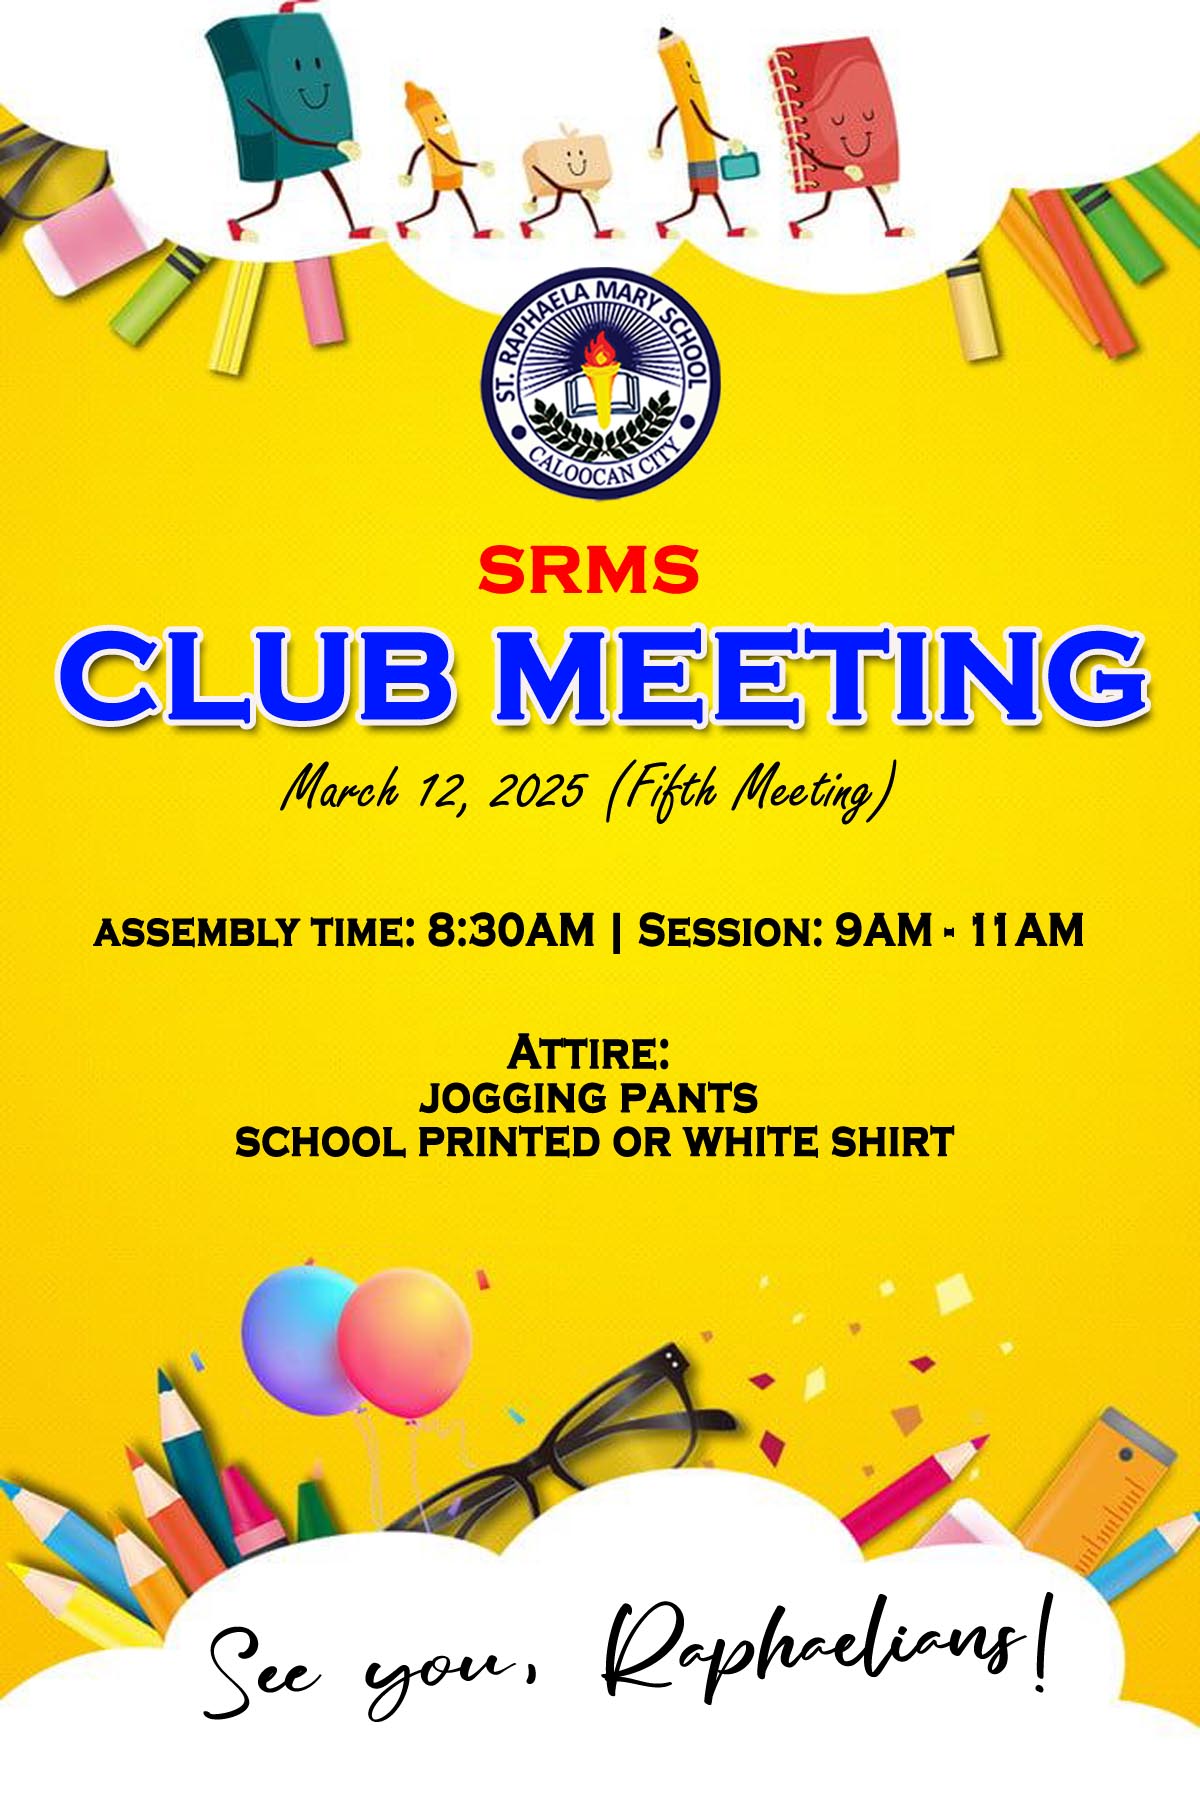 ST. RAPHAELA MARY SCHOOL
CALOOCAN CITY
SRMS
CLUB MEETING
March 12, 2025 (Fifth Meeting)
ASSEMBLY TIME: 8:30AM | SESSION: 9AM - 11AM
ATTIRE:
JOGGING PANTS
SCHOOL PRINTED OR WHITE SHIRT
See you, Raphaelians!